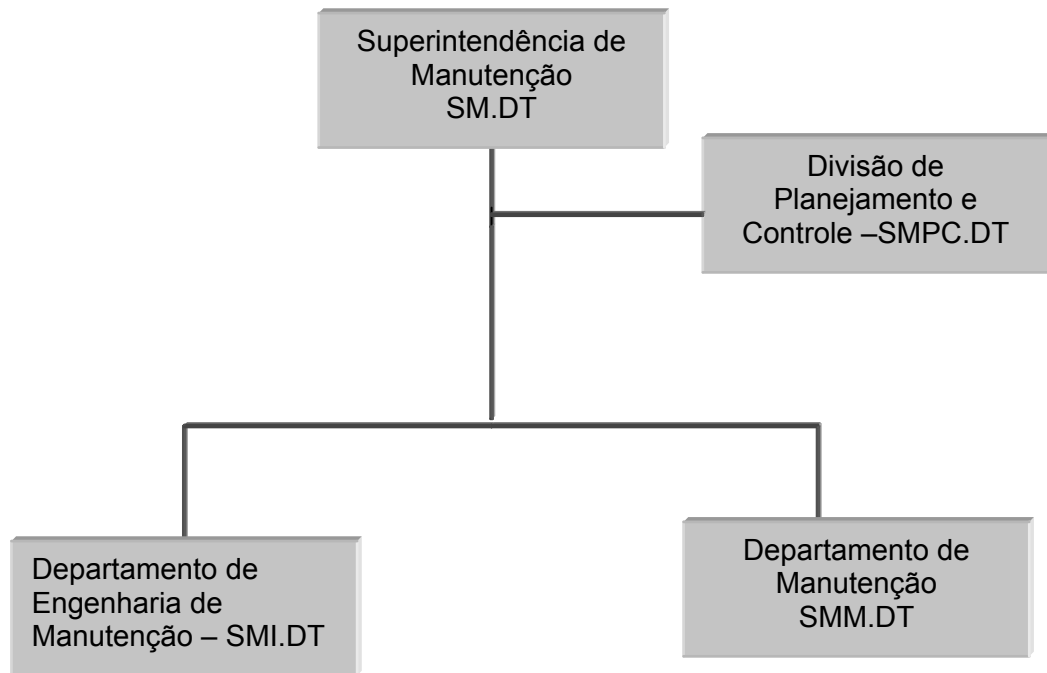 Superintendência de
Manutenção
SM.DT
Divisão de
Planejamento e
Controle –SMPC.DT
Departamento de
Engenharia de
Manutenção – SMI.DT
Departamento de
Manutenção
SMM.DT